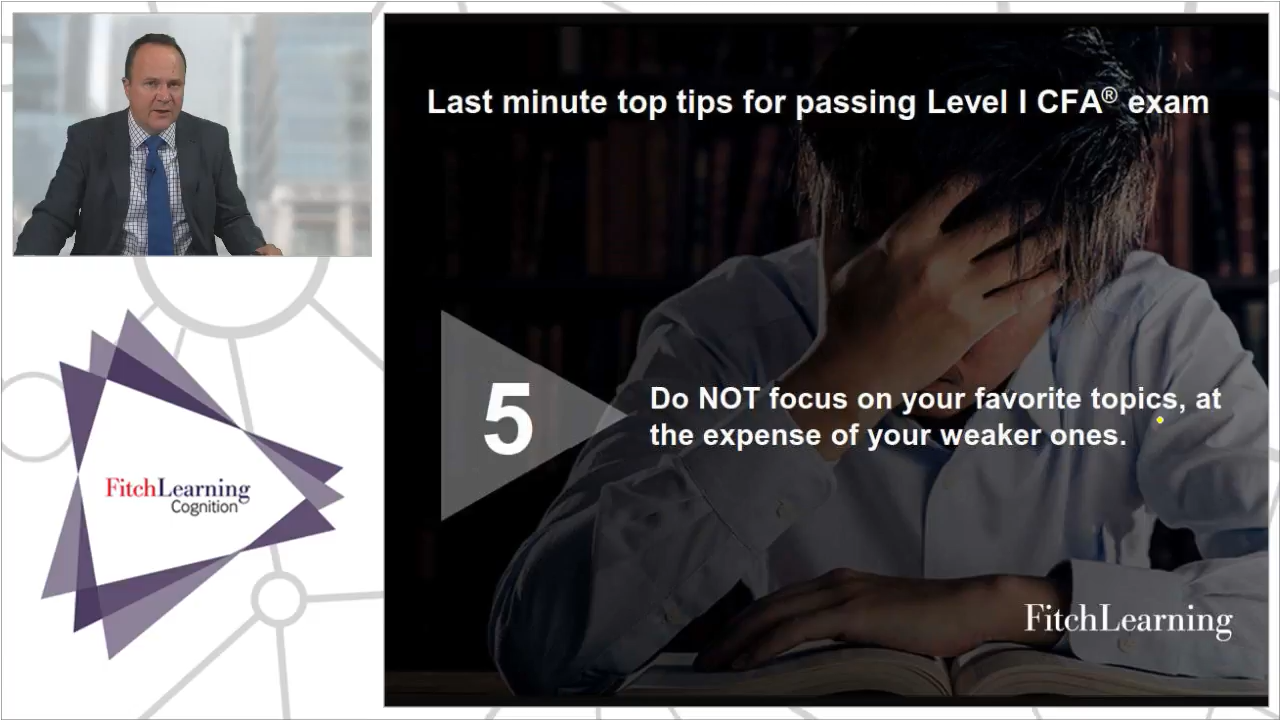 Last minute top tips for passing Level I CFA® exam
5
Do NOT focus on your favorite topics, at
the expense of your weaker ones.
FitchLearning
Cognition
FitchLearning